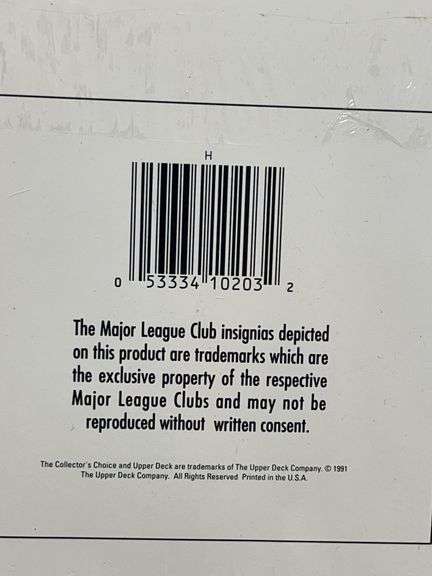 H
0 53334 10203 2
The Major League Club insignias depicted
on this product are trademarks which are
the exclusive property of the respective
Major League Clubs and may not be
reproduced without written consent.
The Collector's Choice and Upper Deck are trademarks of The Upper Deck Company. © 1991
The Upper Deck Company. All Rights Reserved. Printed in the U.S.A.